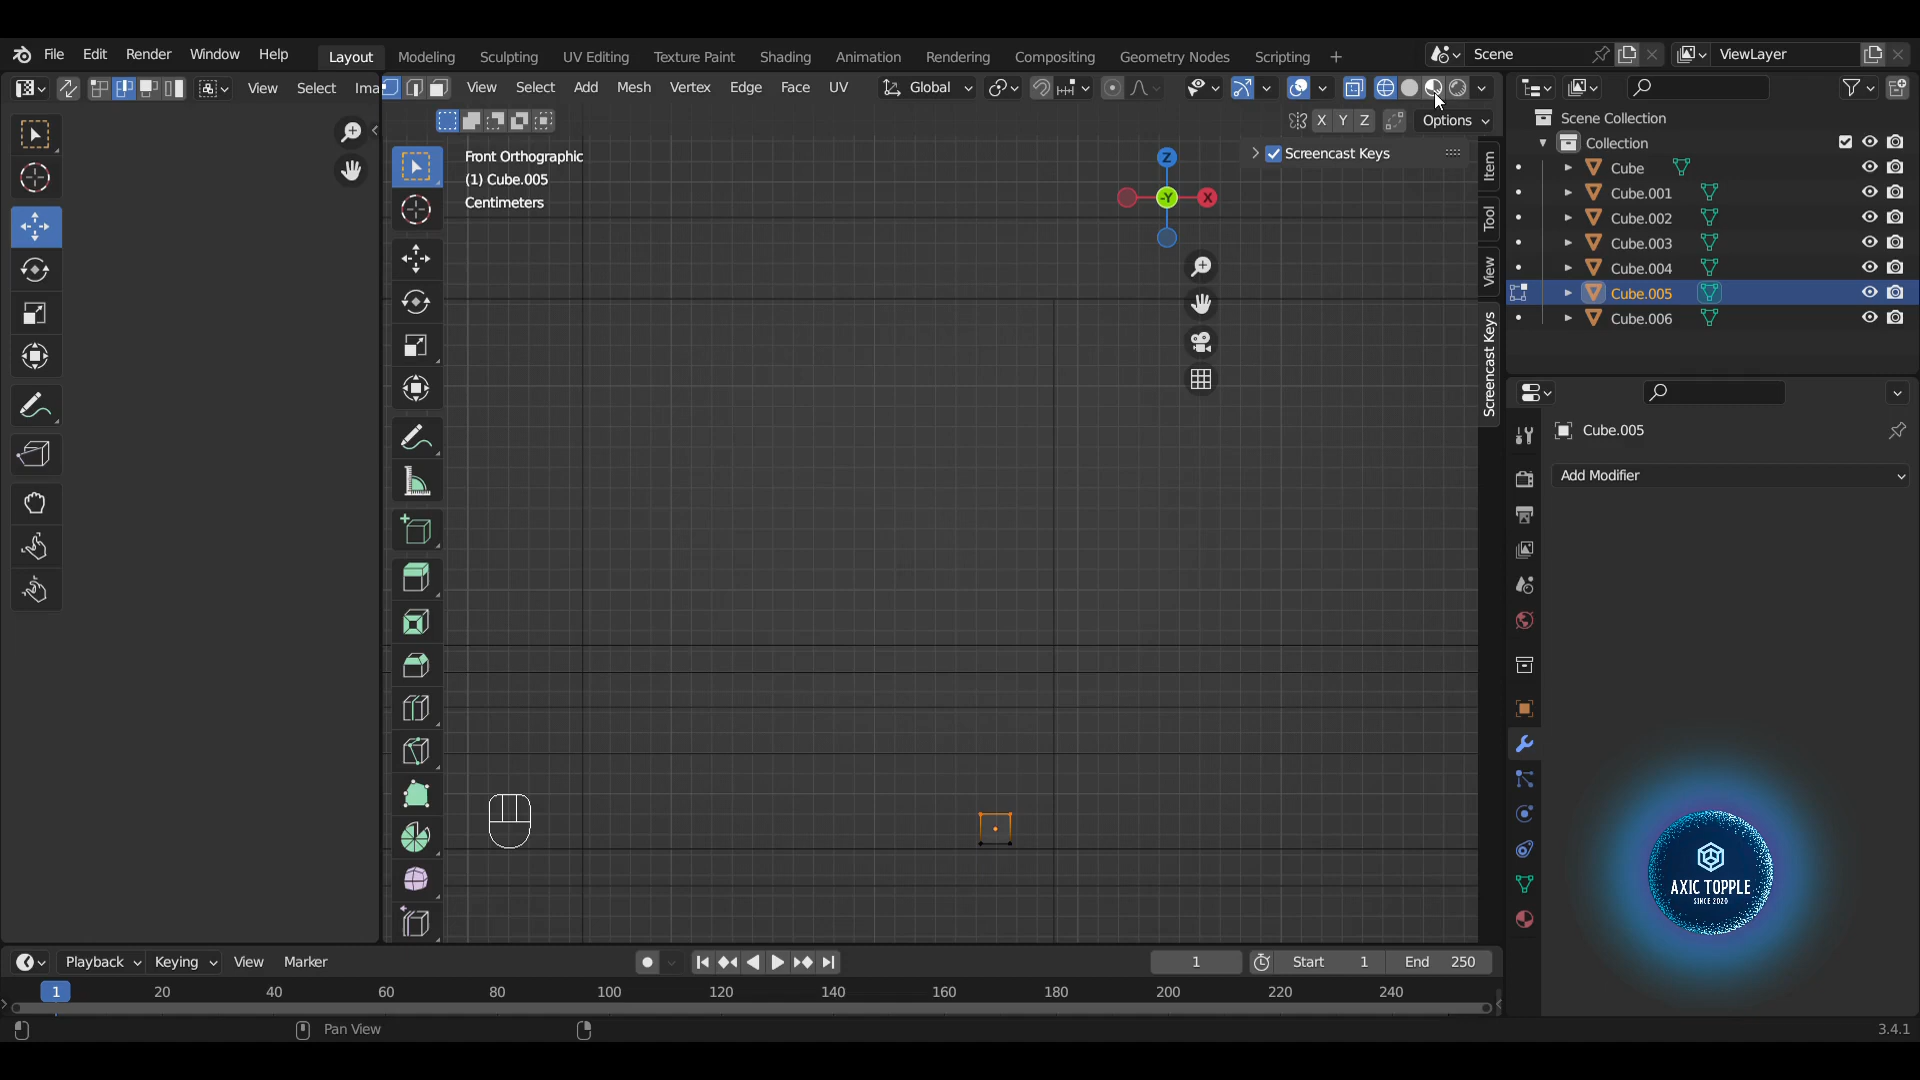 File Edit Render Window Help Layout Modeling Sculpting UV Editing Texture Paint Shading Animation Rendering Compositing Geometry Nodes Scripting + Scene ViewLayer
View Select Ima View Select Add Mesh Vertex Edge Face UV Global
X Y Z Options
Front Orthographic
(1) Cube.005
Centimeters
Screencast Keys
Z
-Y
X
Item
Tool
View
Screencast Keys
Scene Collection
Collection
Cube
Cube.001
Cube.002
Cube.003
Cube.004
Cube.005
Cube.006
Cube.005
Add Modifier
AXIC TOPPLE
SINCE 2020
Playback Keying View Marker 1 Start 1 End 250
1 20 40 60 80 100 120 140 160 180 200 220 240
Pan View 3.4.1